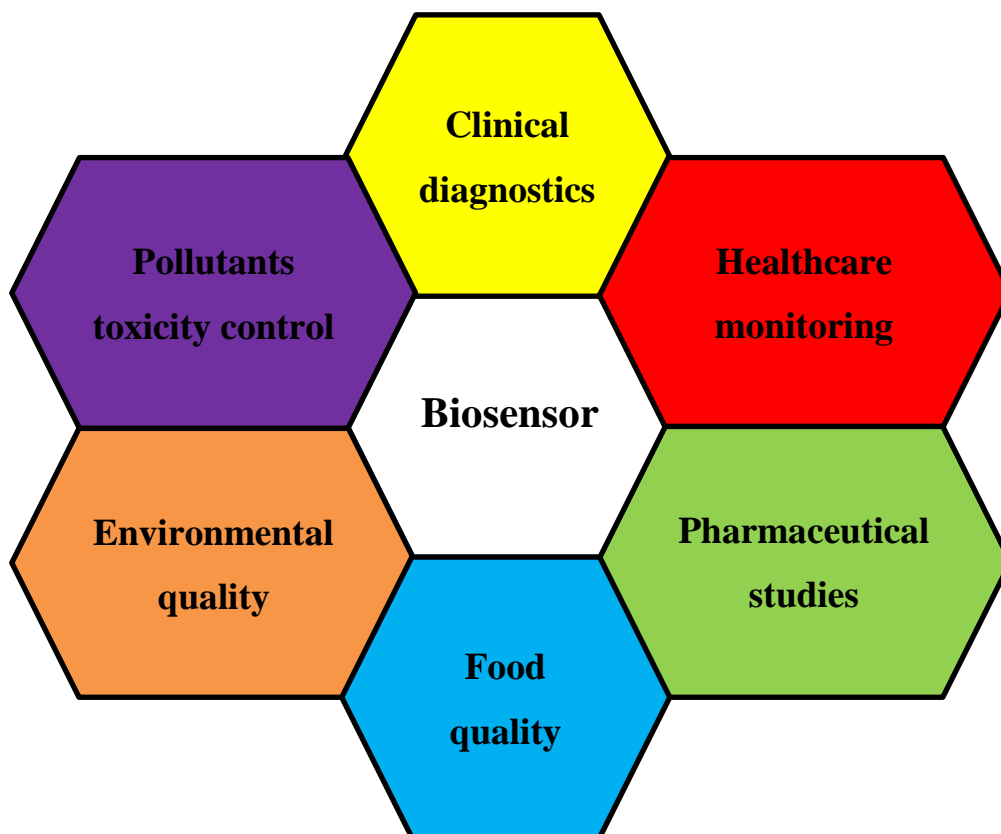 Clinical
diagnostics
Pollutants
toxicity control
Healthcare
monitoring
Biosensor
Environmental
quality
Pharmaceutical
studies
Food
quality